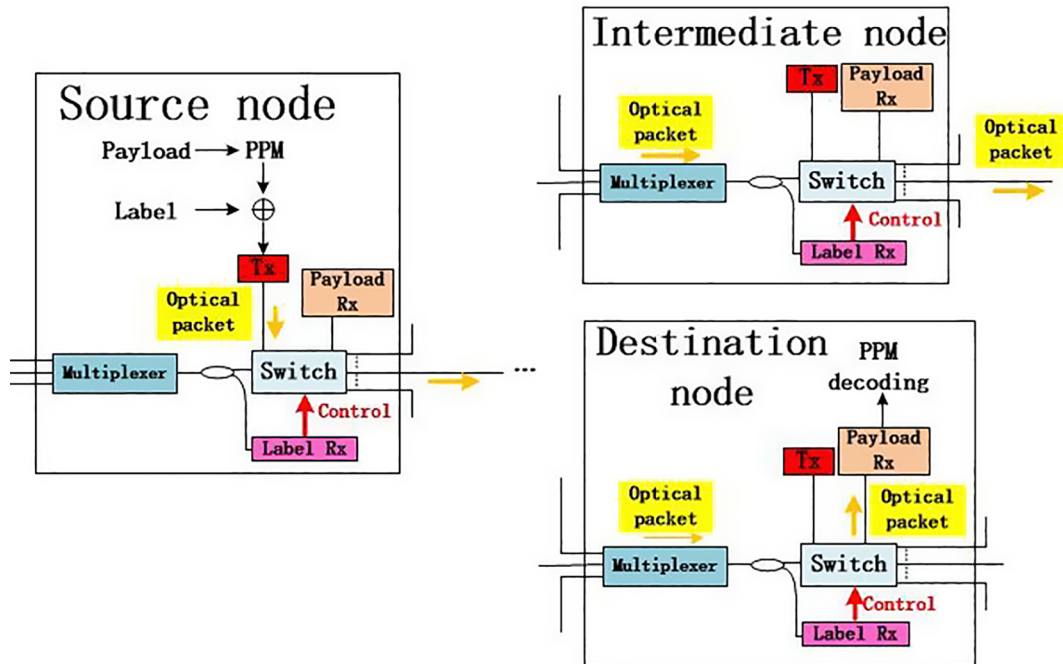 Source node
Payload
PPM
Label
Tx
Payload
Rx
Optical
packet
Multiplexer
Switch
Control
Label Rx
...
Intermediate node
Tx
Payload
Rx
Optical
packet
Optical
packet
Multiplexer
Switch
Control
Label Rx
Destination
node
PPM
decoding
Tx
Payload
Rx
Optical
packet
Optical
packet
Multiplexer
Switch
Control
Label Rx